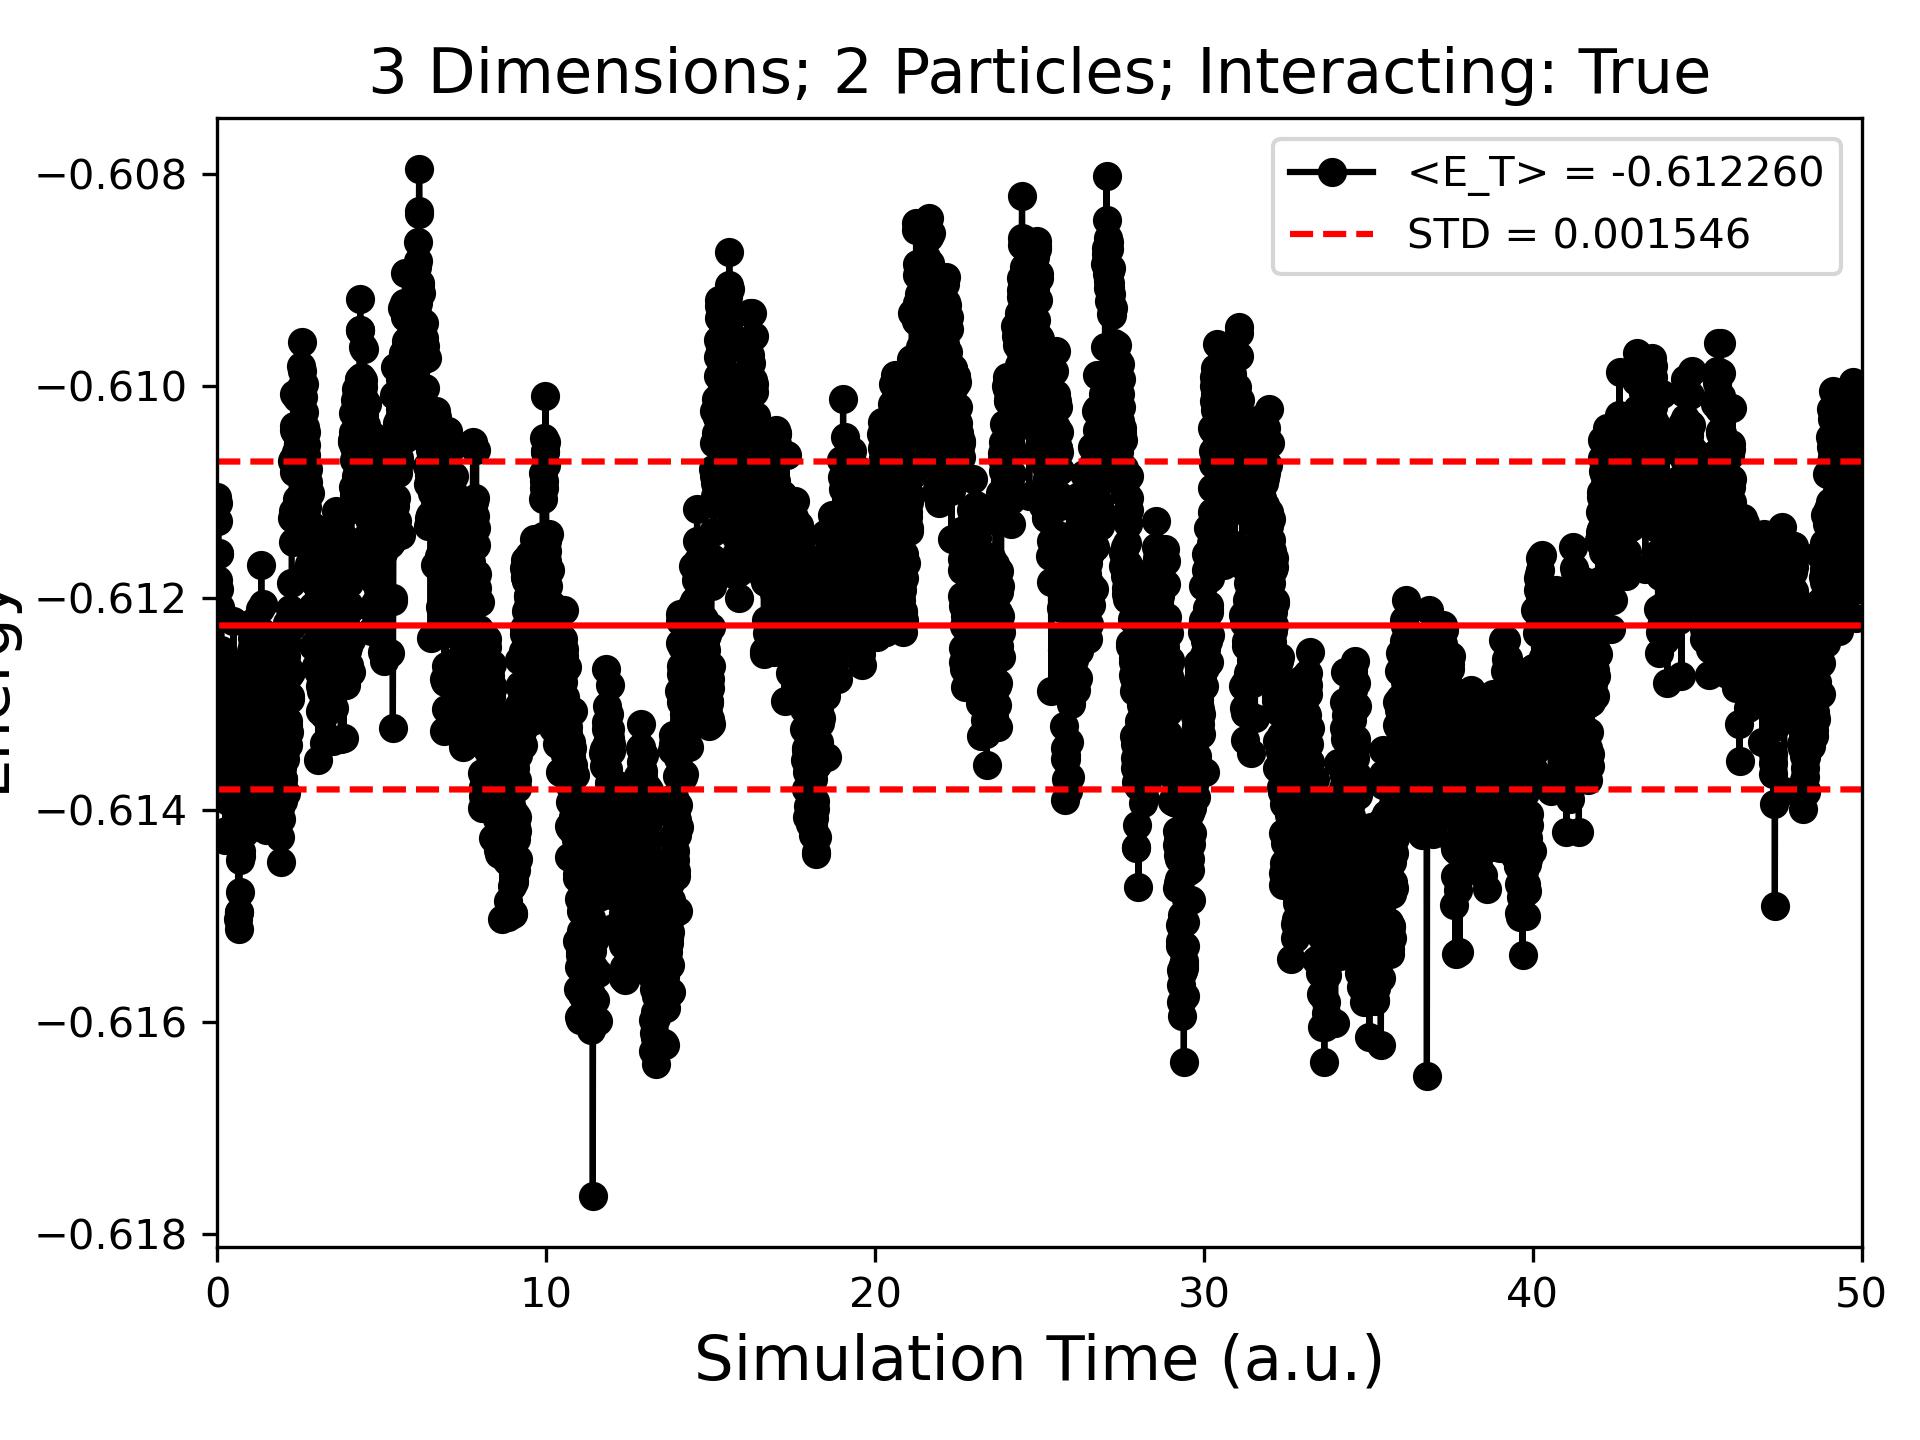 3 Dimensions; 2 Particles; Interacting: True
<E_T> = -0.612260
STD = 0.001546
−0.608
−0.610
−0.612
−0.614
−0.616
−0.618
Energy
0 10 20 30 40 50
Simulation Time (a.u.)